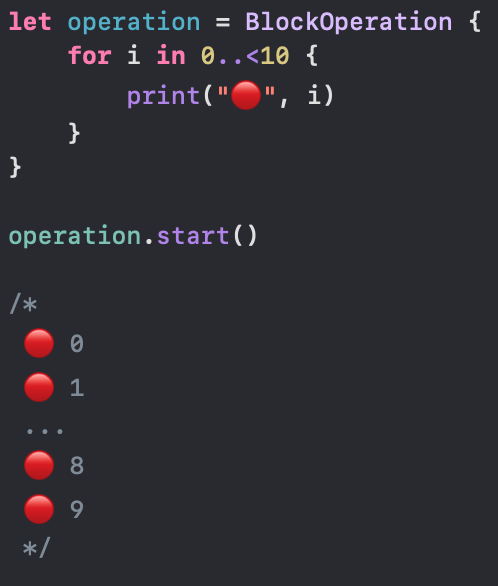 let operation = BlockOperation {
    for i in 0..<10 {
        print("🔴", i)
    }
}

operation.start()

/*
 🔴 0
 🔴 1
 ...
 🔴 8
 🔴 9
 */